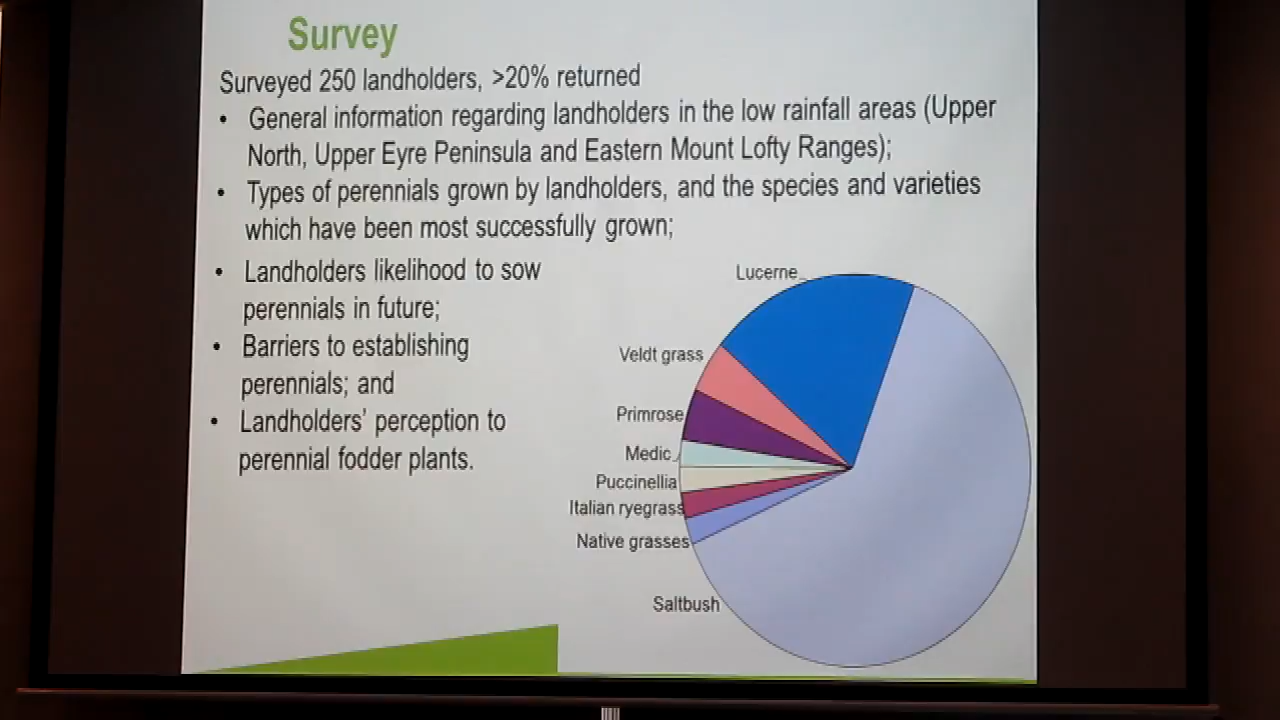 Survey
Surveyed 250 landholders, >20% returned
• General information regarding landholders in the low rainfall areas (Upper
North, Upper Eyre Peninsula and Eastern Mount Lofty Ranges);
• Types of perennials grown by landholders, and the species and varieties
which have been most successfully grown;
• Landholders likelihood to sow
perennials in future;
• Barriers to establishing
perennials; and
• Landholders' perception to
perennial fodder plants.
Lucerne
Veldt grass
Primrose
Medic
Puccinellia
Italian ryegrass
Native grasses
Saltbush